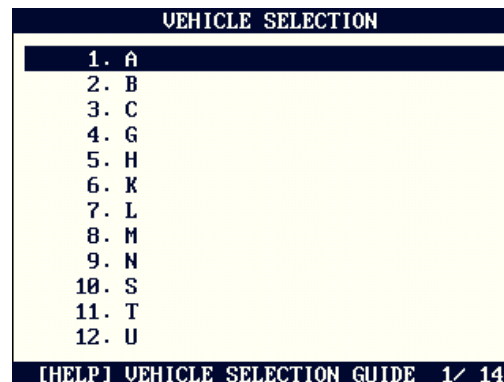 VEHICLE SELECTION
1. A
2. B
3. C
4. G
5. H
6. K
7. L
8. M
9. N
10. S
11. T
12. U
[HELP] VEHICLE SELECTION GUIDE 1/ 14